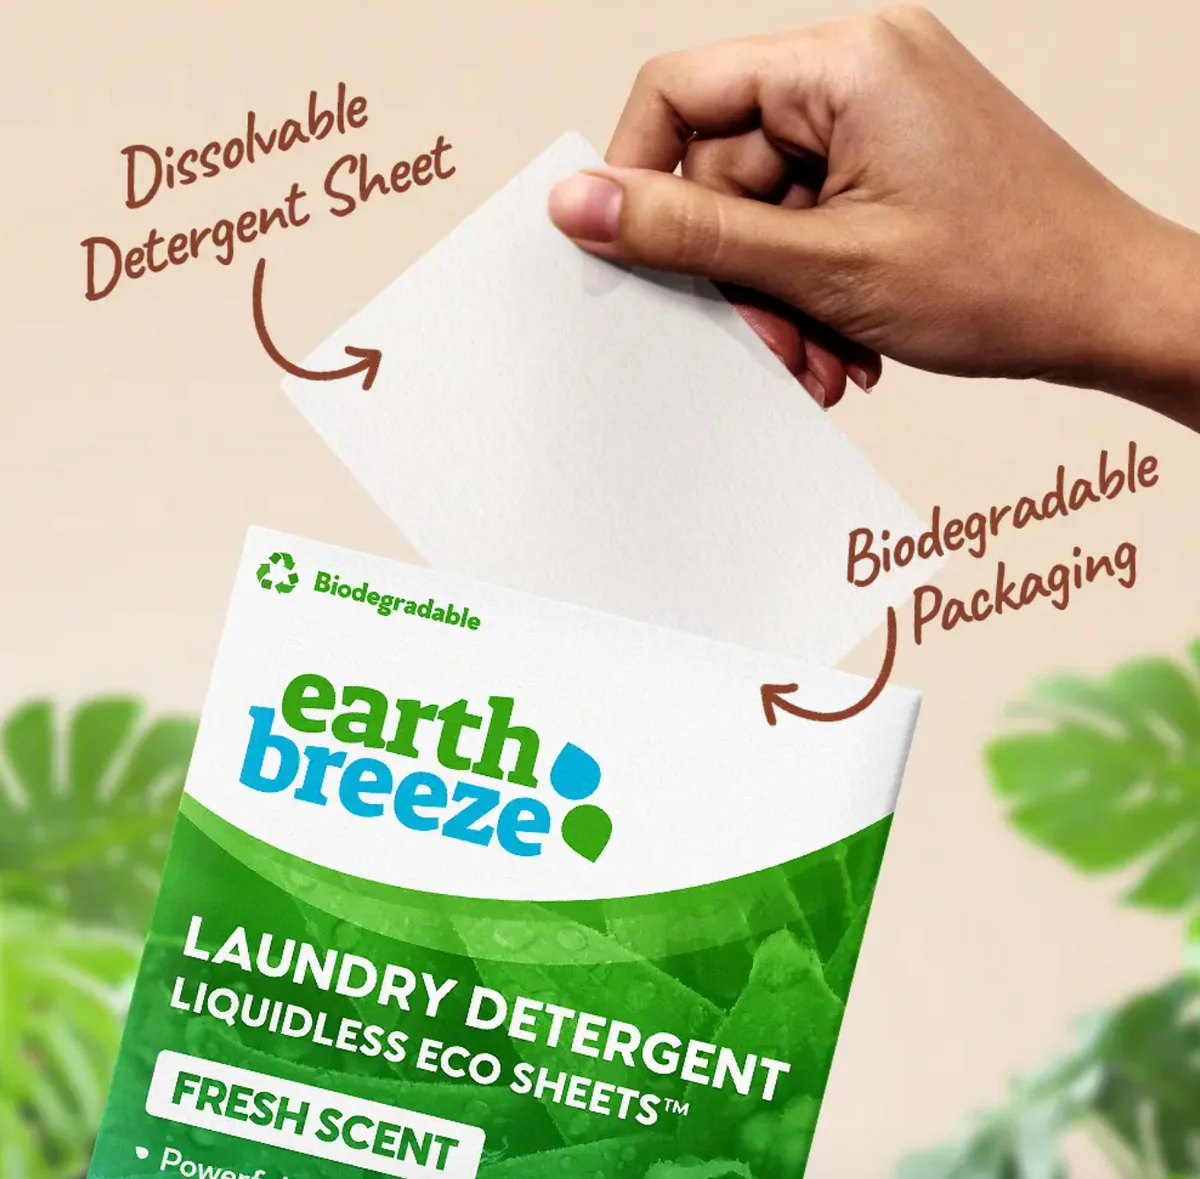 Dissolvable
Detergent Sheet
Biodegradable
Packaging
Biodegradable
earth
breeze
LAUNDRY DETERGENT
LIQUIDLESS ECO SHEETS™
FRESH SCENT